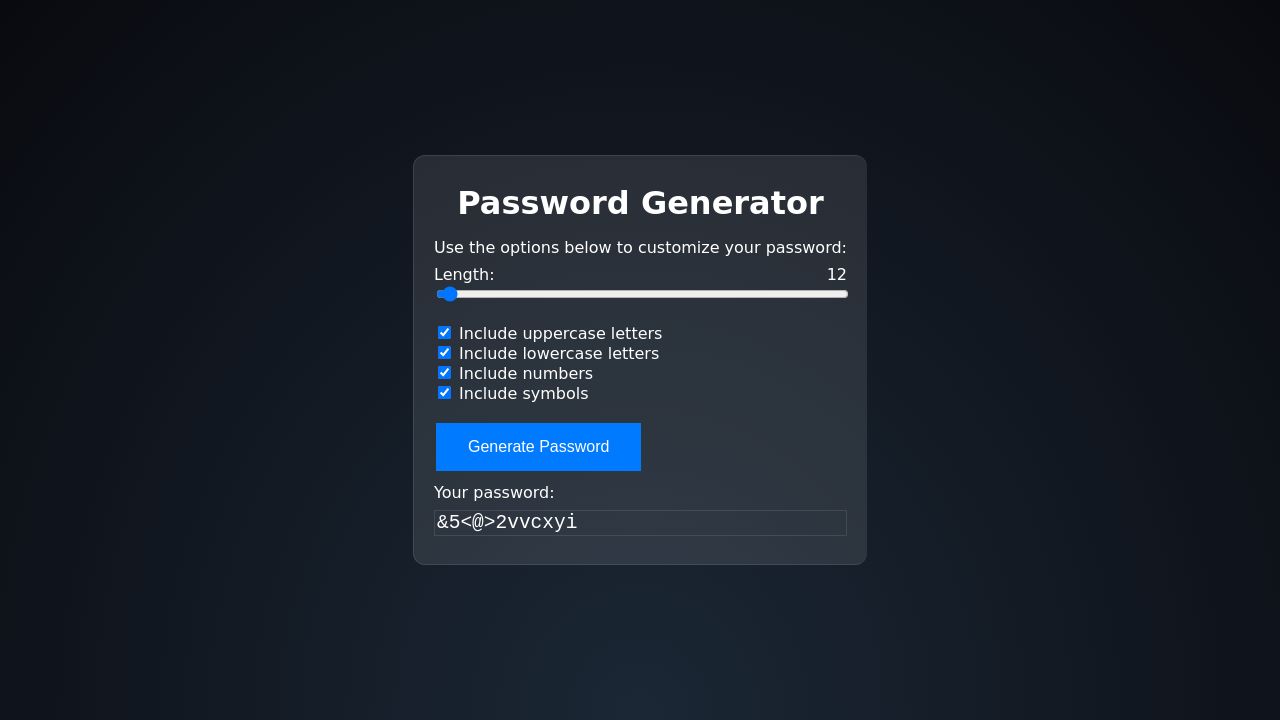 Password Generator
Use the options below to customize your password:
Length: 12
Include uppercase letters
Include lowercase letters
Include numbers
Include symbols
Generate Password
Your password:
&5<@>2vvcxyi